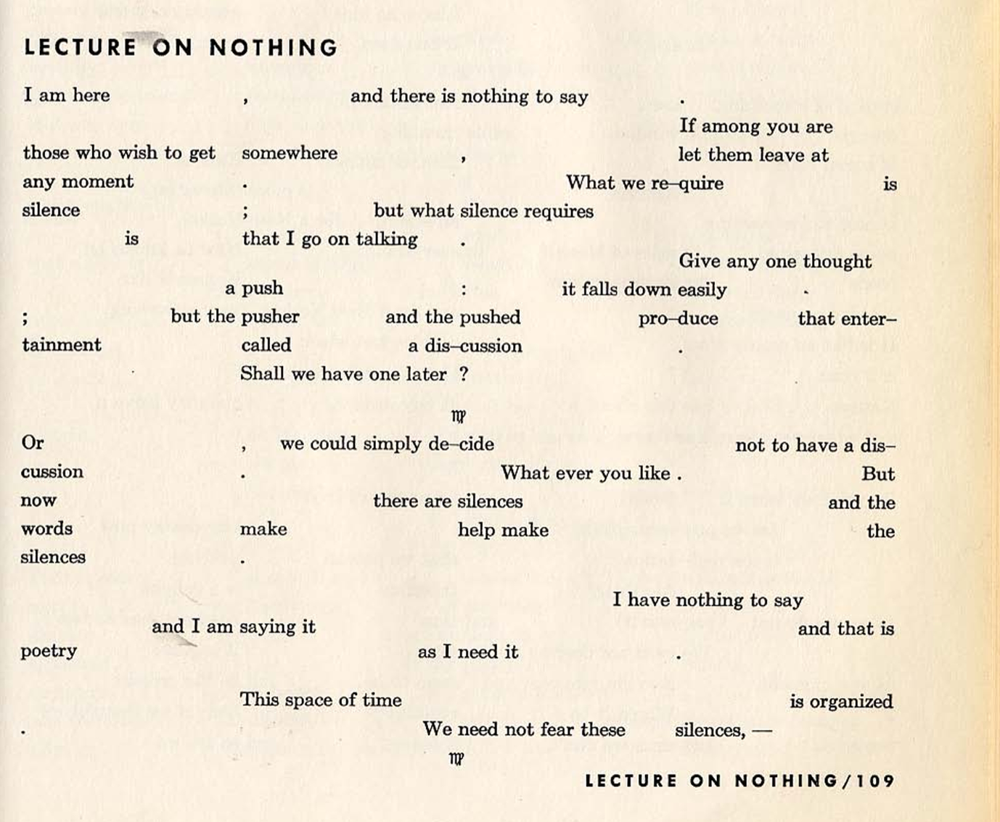 LECTURE ON NOTHING
I am here , and there is nothing to say .
If among you are
those who wish to get somewhere , let them leave at
any moment . What we re–quire is
silence ; but what silence requires
is that I go on talking .
Give any one thought
a push : it falls down easily .
; but the pusher and the pushed pro–duce that enter–
tainment called a dis–cussion .
Shall we have one later ?
♍
Or , we could simply de–cide not to have a dis–
cussion . What ever you like . But
now there are silences and the
words make help make the
silences .
I have nothing to say
and I am saying it and that is
poetry as I need it .
This space of time is organized
. We need not fear these silences, —
♍
LECTURE ON NOTHING/109